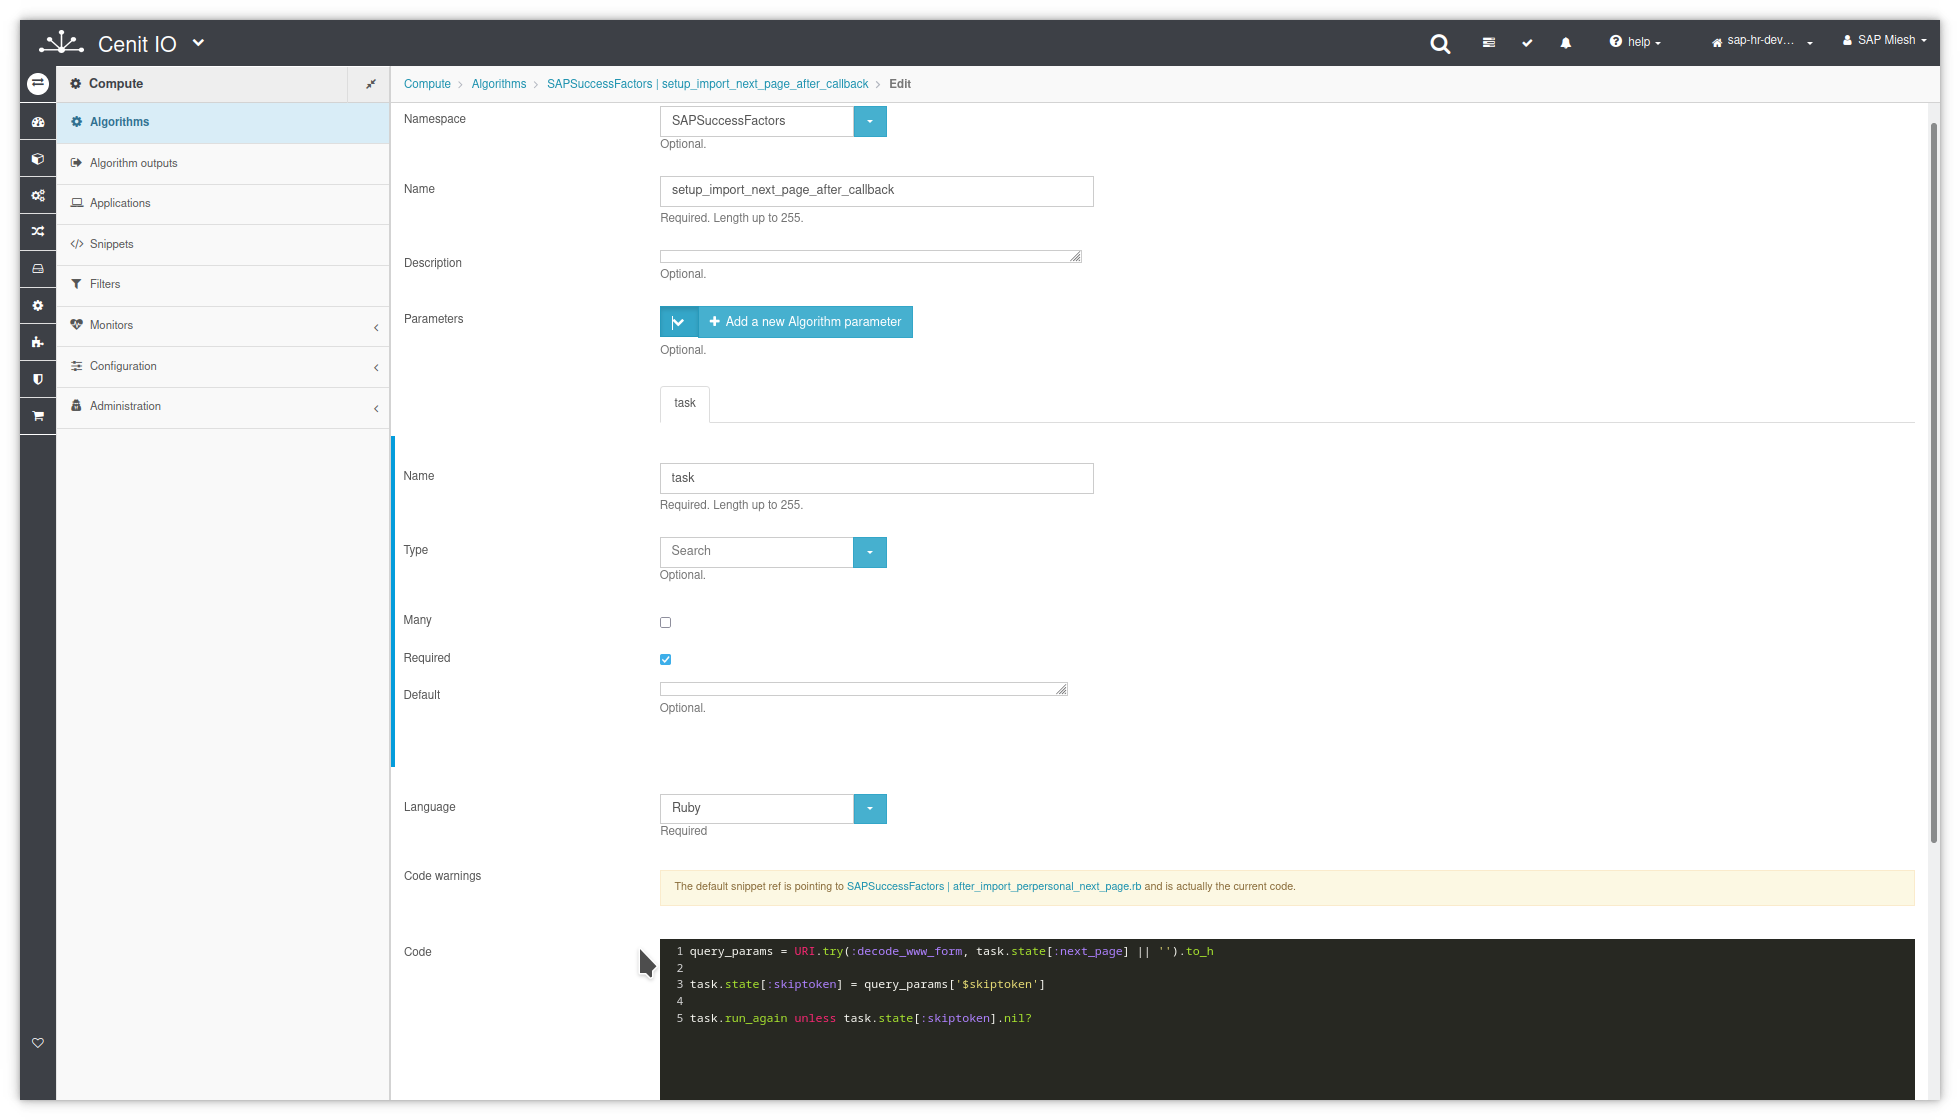 Cenit IO
help
sap-hr-dev...
SAP Miesh
Compute
Compute > Algorithms > SAPSuccessFactors | setup_import_next_page_after_callback > Edit
Algorithms
Algorithm outputs
Applications
Snippets
Filters
Monitors
Configuration
Administration
Namespace
SAPSuccessFactors
Optional.
Name
setup_import_next_page_after_callback
Required. Length up to 255.
Description
Optional.
Parameters
Add a new Algorithm parameter
Optional.
task
Name
task
Required. Length up to 255.
Type
Search
Optional.
Many
Required
Default
Optional.
Language
Ruby
Required
Code warnings
The default snippet ref is pointing to SAPSuccessFactors | after_import_perpersonal_next_page.rb and is actually the current code.
Code
1 query_params = URI.try(:decode_www_form, task.state[:next_page] || '').to_h
2
3 task.state[:skiptoken] = query_params['$skiptoken']
4
5 task.run_again unless task.state[:skiptoken].nil?